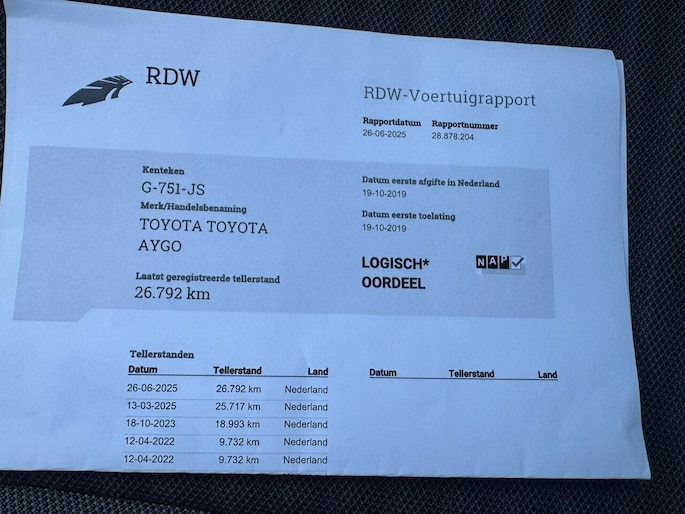 RDW
RDW-Voertuigrapport
Rapportdatum Rapportnummer
26-06-2025 28.878.204
Kenteken
G-751-JS
Merk/Handelsbenaming
TOYOTA TOYOTA
AYGO
Laatst geregistreerde tellerstand
26.792 km
Datum eerste afgifte in Nederland
19-10-2019
Datum eerste toelating
19-10-2019
LOGISCH*
OORDEEL
NAP
Tellerstanden
Datum Tellerstand Land
26-06-2025 26.792 km Nederland
13-03-2025 25.717 km Nederland
18-10-2023 18.993 km Nederland
12-04-2022 9.732 km Nederland
12-04-2022 9.732 km Nederland
Datum Tellerstand Land